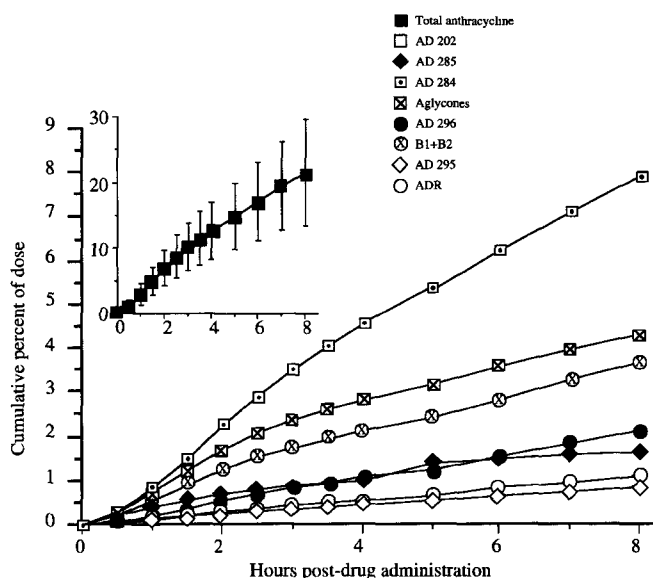 Total anthracycline
AD 202
AD 285
AD 284
Aglycones
AD 296
B1+B2
AD 295
ADR
9
8
7
6
5
4
3
2
1
0
Cumulative percent of dose
30
20
10
0
0 2 4 6 8
0 2 4 6 8
Hours post-drug administration